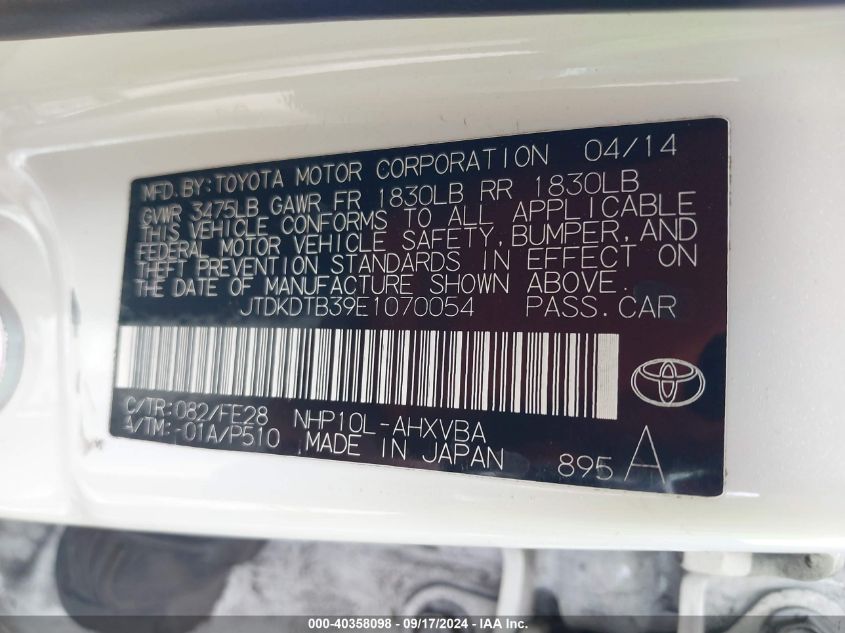 MFD.BY:TOYOTA MOTOR CORPORATION 04/14
GVWR 3475LB GAWR FR 1830LB RR 1830LB
THIS VEHICLE CONFORMS TO ALL APPLICABLE
FEDERAL MOTOR VEHICLE SAFETY, BUMPER, AND
THEFT PREVENTION STANDARDS IN EFFECT ON
THE DATE OF MANUFACTURE SHOWN ABOVE.
JTDKDTB39E1070054 PASS.CAR
C/TR:082/FE28 NHP10L-AHXVBA
A/TM:-01A/P510 MADE IN JAPAN 895 A
000-40358098 - 09/17/2024 - IAA Inc.